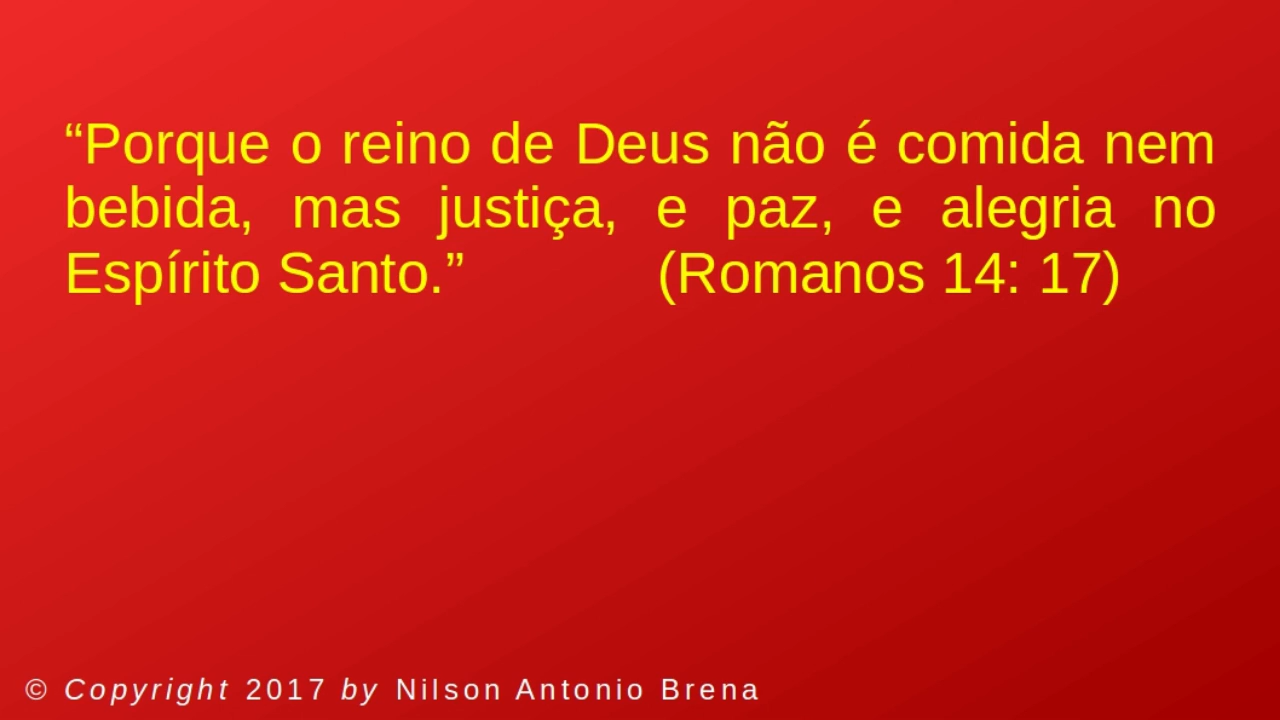 “Porque o reino de Deus não é comida nem
bebida, mas justiça, e paz, e alegria no
Espírito Santo.” (Romanos 14: 17)
© Copyright 2017 by Nilson Antonio Brena